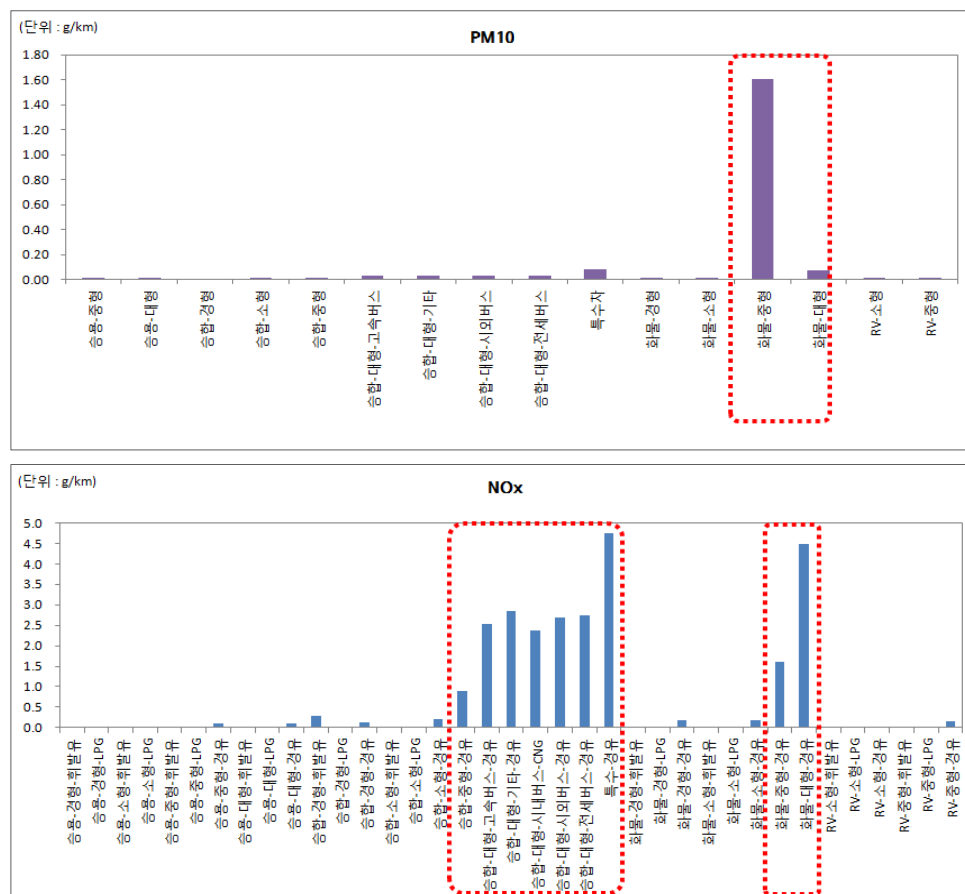 (단위 : g/km)
PM10
1.80
1.60
1.40
1.20
1.00
0.80
0.60
0.40
0.20
0.00
승용-중형
승용-대형
승합-경형
승합-소형
승합-중형
승합-대형-고속버스
승합-대형-기타
승합-대형-시외버스
승합-대형-전세버스
특수차
화물-경형
화물-소형
화물-중형
화물-대형
RV-소형
RV-중형
(단위 : g/km)
NOx
5.0
4.5
4.0
3.5
3.0
2.5
2.0
1.5
1.0
0.5
0.0
승용-경형-휘발유
승용-경형-LPG
승용-소형-휘발유
승용-소형-LPG
승용-중형-휘발유
승용-중형-LPG
승용-중형-경유
승용-대형-휘발유
승용-대형-LPG
승용-대형-경유
승합-경형-휘발유
승합-경형-LPG
승합-경형-경유
승합-소형-휘발유
승합-소형-LPG
승합-소형-경유
승합-중형-경유
승합-대형-고속버스-경유
승합-대형-기타-경유
승합-대형-시내버스-CNG
승합-대형-시외버스-경유
승합-대형-전세버스-경유
특수-경유
화물-경형-휘발유
화물-경형-LPG
화물-경형-경유
화물-소형-휘발유
화물-소형-LPG
화물-소형-경유
화물-중형-경유
화물-대형-경유
RV-소형-휘발유
RV-소형-LPG
RV-소형-경유
RV-중형-휘발유
RV-중형-LPG
RV-중형-경유